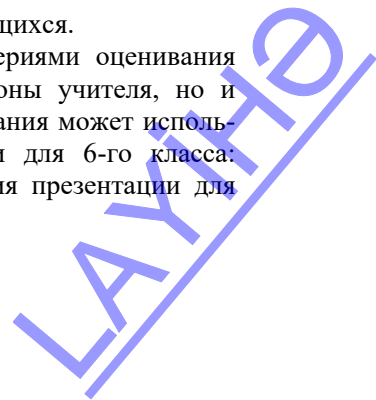 щихся.
ериями оценивания
оны учителя, но и
ания может исполь-
и для 6-го класса:
ия презентации для
LAYİHƏ